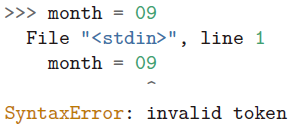 >>> month = 09
  File "<stdin>", line 1
    month = 09
             ^
SyntaxError: invalid token